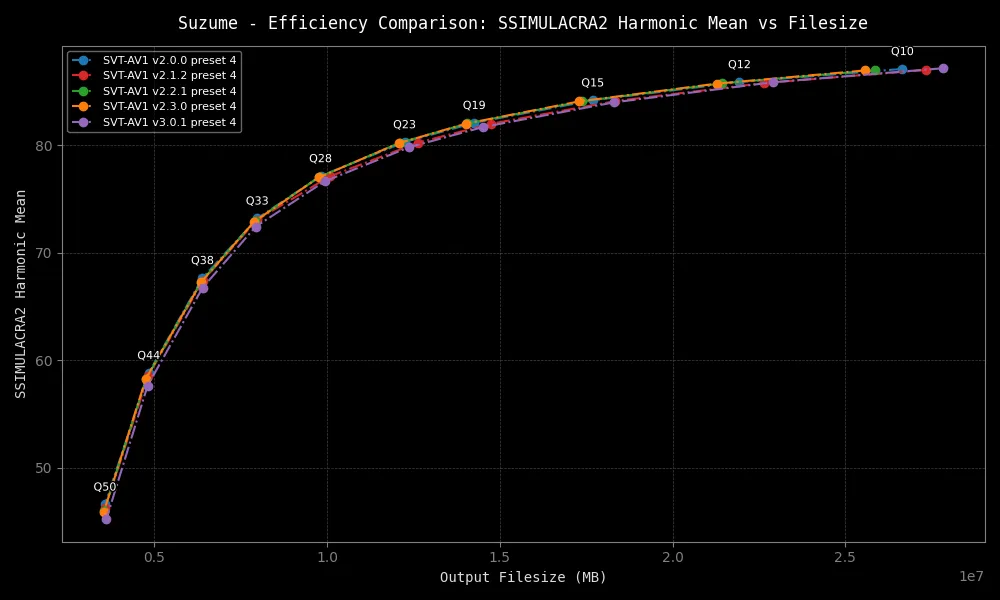 Suzume - Efficiency Comparison: SSIMULACRA2 Harmonic Mean vs Filesize
SVT-AV1 v2.0.0 preset 4
SVT-AV1 v2.1.2 preset 4
SVT-AV1 v2.2.1 preset 4
SVT-AV1 v2.3.0 preset 4
SVT-AV1 v3.0.1 preset 4
Q10
Q12
Q15
Q19
Q23
Q28
Q33
Q38
Q44
Q50
80
70
60
50
SSIMULACRA2 Harmonic Mean
0.5
1.0
1.5
2.0
2.5
1e7
Output Filesize (MB)